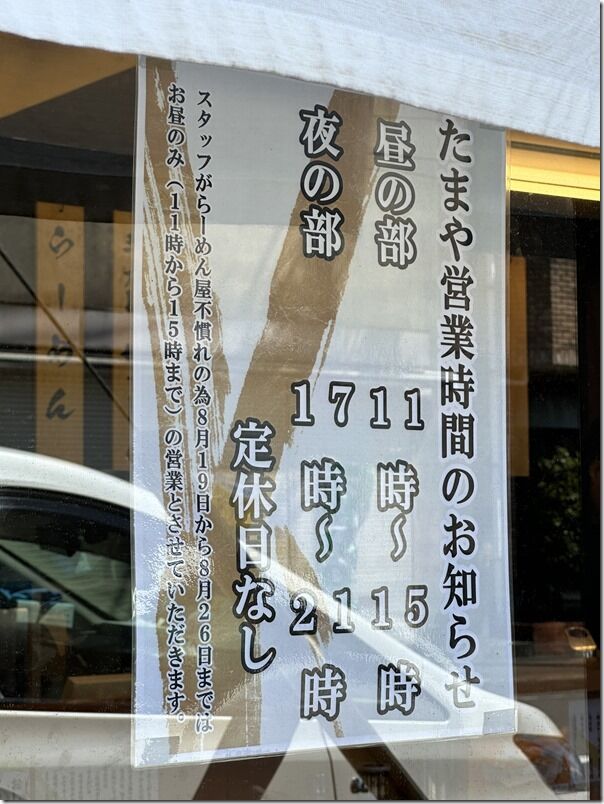 たまや営業時間のお知らせ
昼の部　11時〜15時
夜の部　17時〜21時
定休日なし
スタッフがらーめん屋不慣れの為8月19日から8月26日までは
お昼のみ（11時から15時まで）の営業とさせていただきます。
らーめん